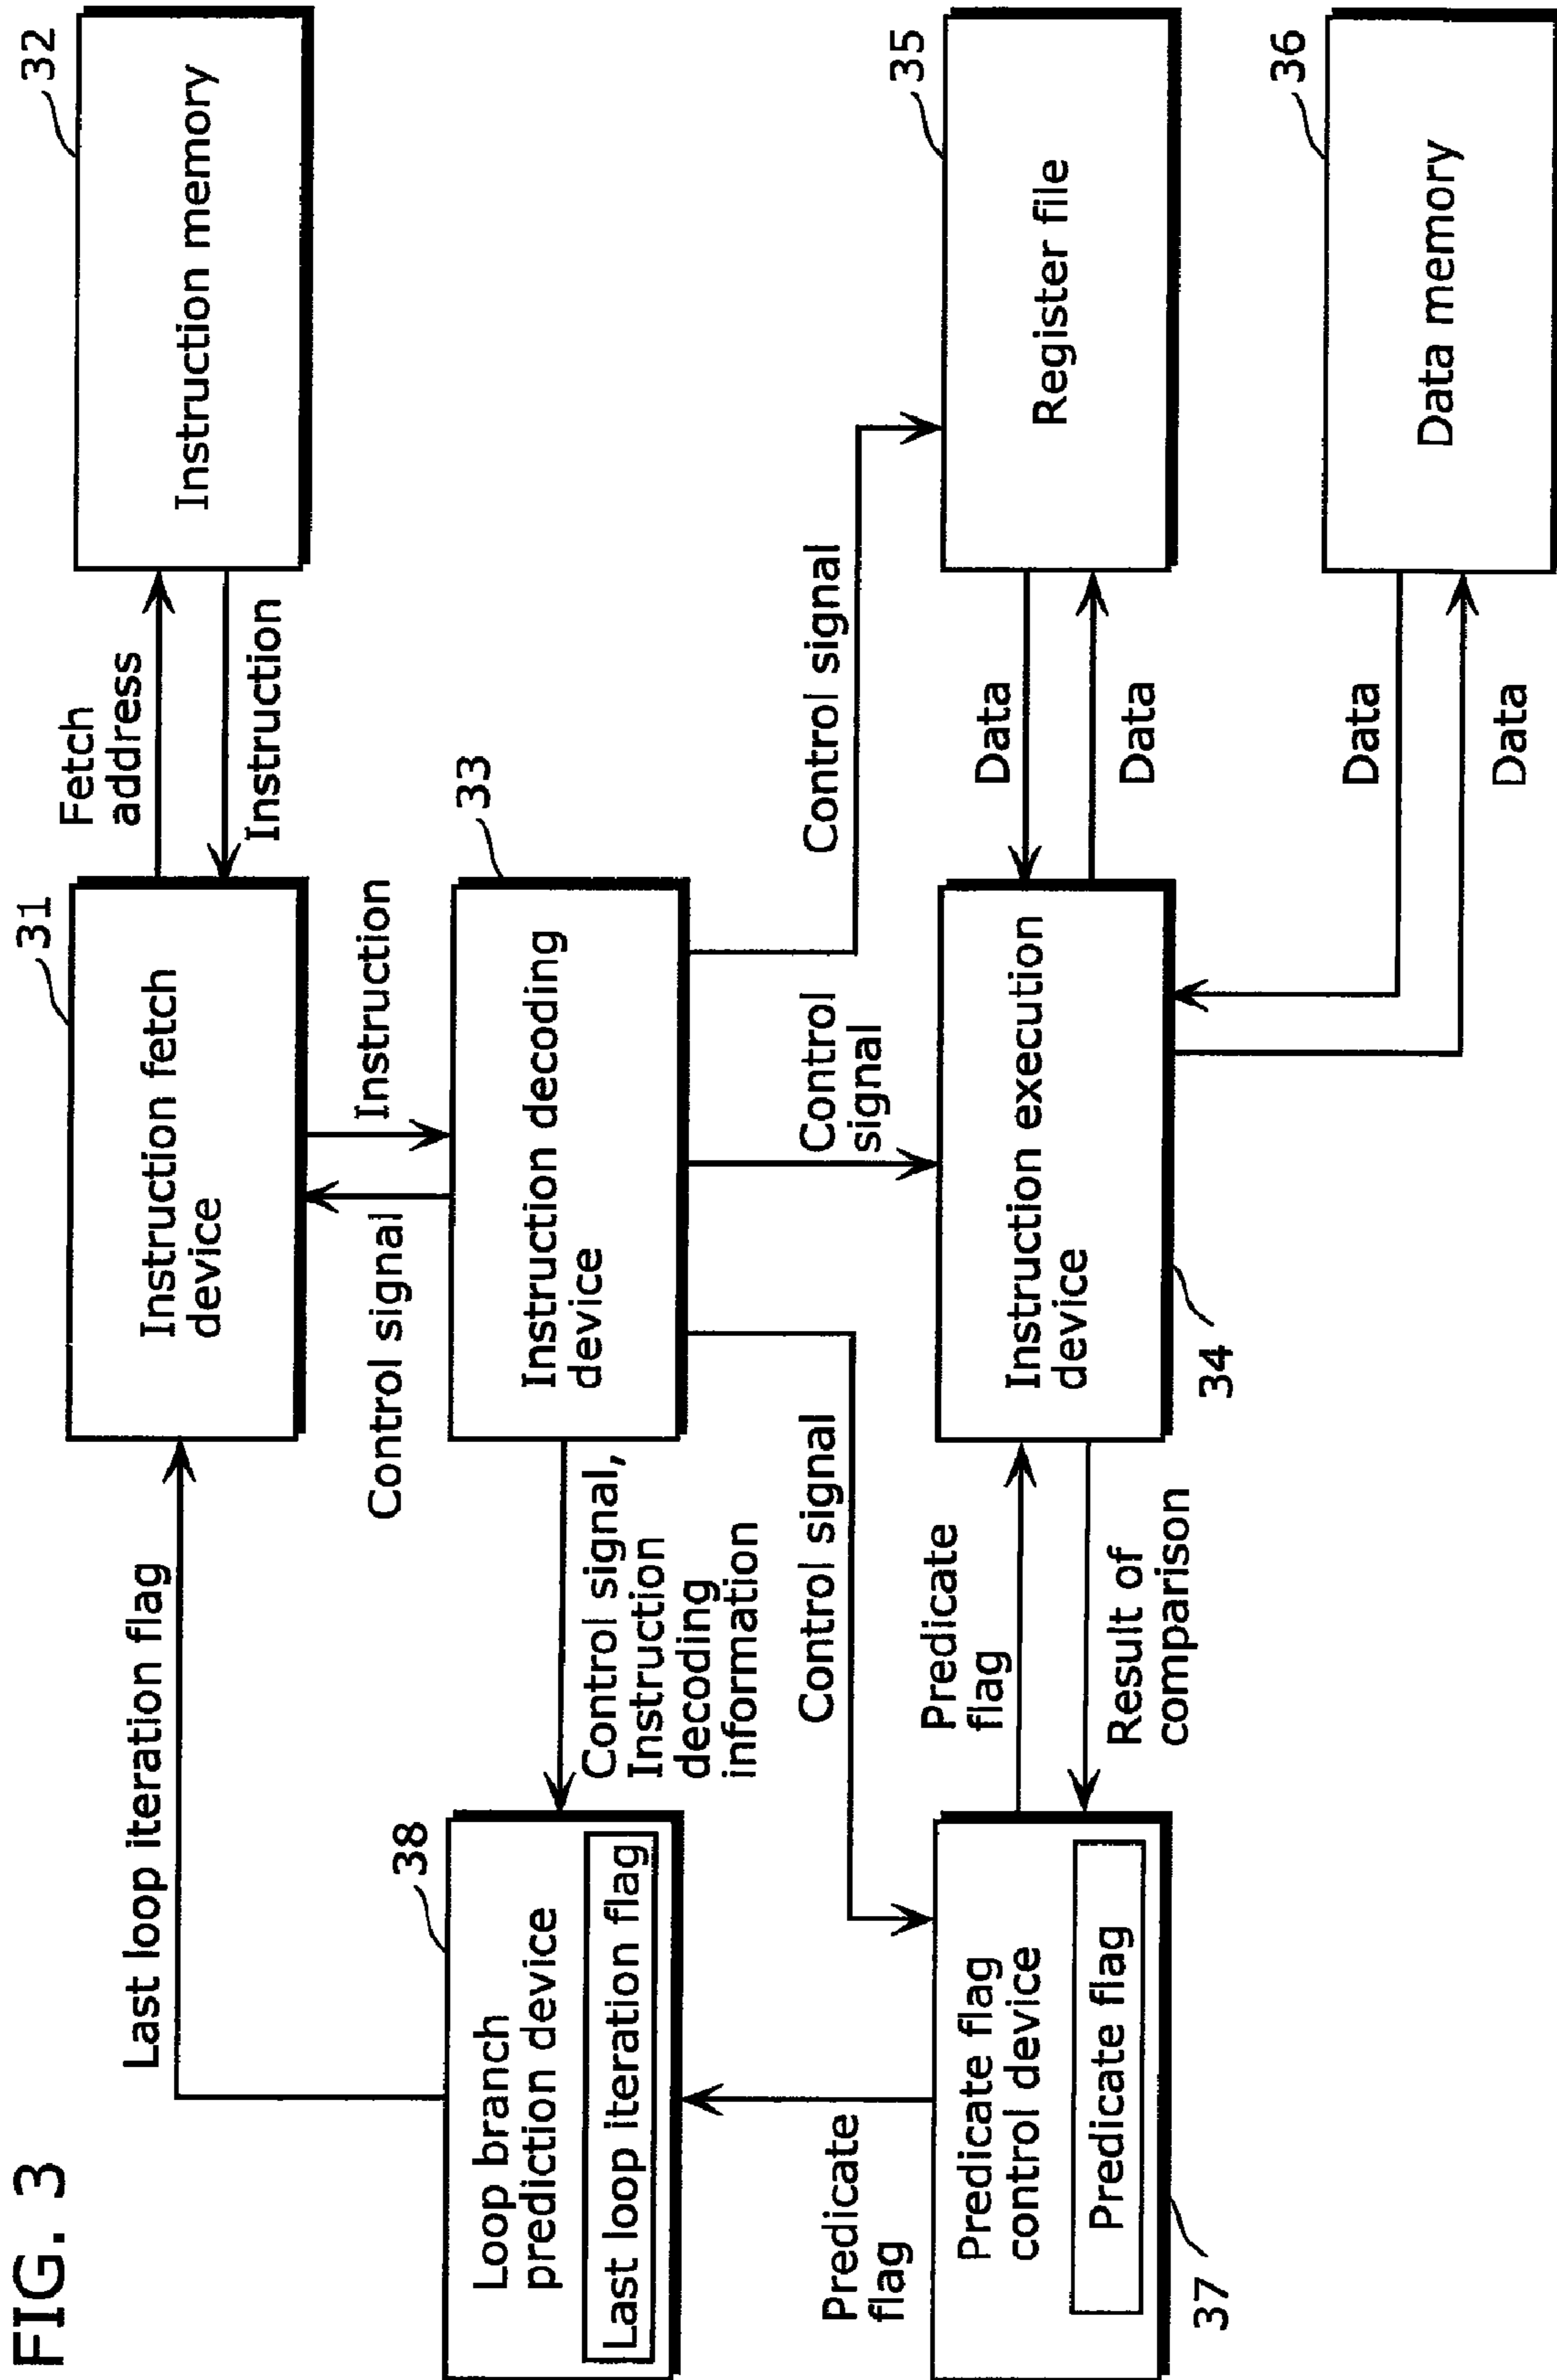 FIG. 3
Last loop iteration flag
31
Fetch
address
32
Instruction fetch
device
Instruction memory
Instruction
Control signal
Instruction
38
33
Loop branch
prediction device
Last loop iteration flag
Control signal,
Instruction
decoding
information
Instruction decoding
device
Predicate
flag
Control signal
Control
signal
Control signal
35
Predicate flag
control device
Predicate flag
37
Predicate
flag
Result of
comparison
Instruction execution
device
34
Data
Data
Register file
36
Data
Data
Data memory